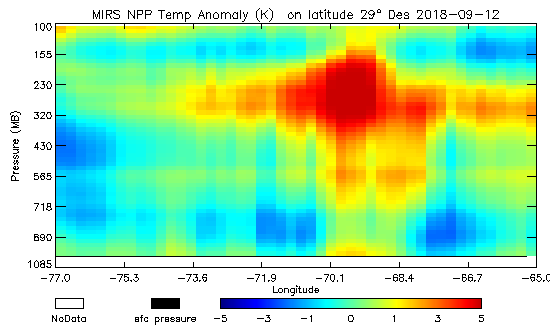 MIRS NPP Temp Anomaly (K) on latitude 29° Des 2018-09-12
Pressure (MB)
100
155
230
320
430
565
718
890
1085
-77.0 -75.3 -73.6 -71.9 -70.1 -68.4 -66.7 -65.0
Longitude
NoData sfc pressure -5 -3 -1 0 1 3 5